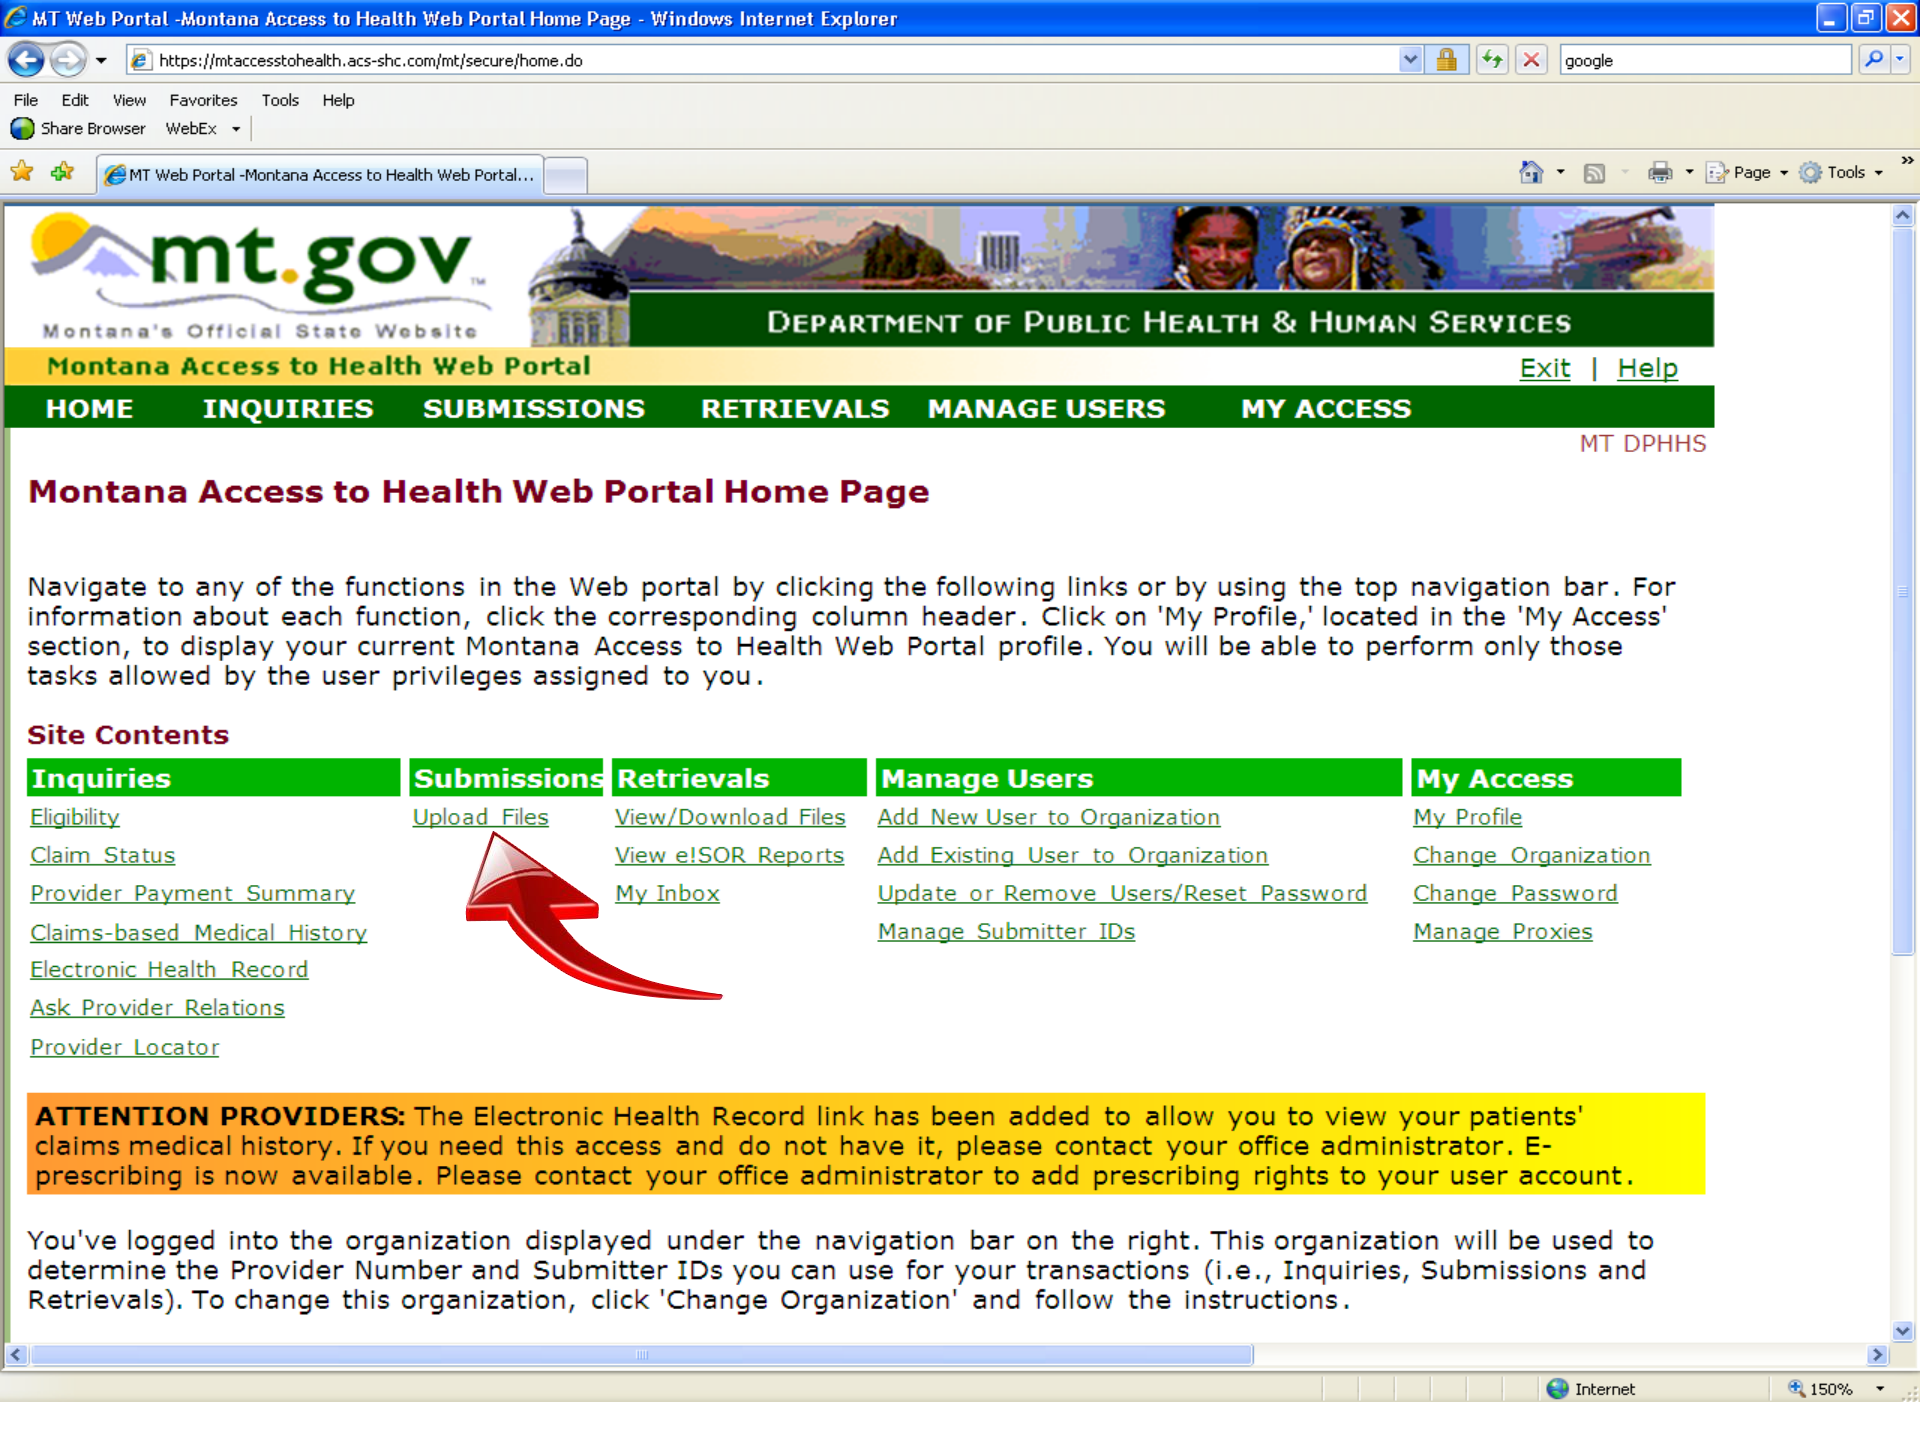 MT Web Portal -Montana Access to Health Web Portal Home Page - Windows Internet Explorer
https://mtaccesstohealth.acs-shc.com/mt/secure/home.do
google
File Edit View Favorites Tools Help
Share Browser WebEx
MT Web Portal -Montana Access to Health Web Portal...
Page Tools »
mt.gov TM
Montana's Official State Website
DEPARTMENT OF PUBLIC HEALTH & HUMAN SERVICES
Montana Access to Health Web Portal
Exit | Help
HOME INQUIRIES SUBMISSIONS RETRIEVALS MANAGE USERS MY ACCESS
MT DPHHS
Montana Access to Health Web Portal Home Page
Navigate to any of the functions in the Web portal by clicking the following links or by using the top navigation bar. For
information about each function, click the corresponding column header. Click on 'My Profile,' located in the 'My Access'
section, to display your current Montana Access to Health Web Portal profile. You will be able to perform only those
tasks allowed by the user privileges assigned to you.
Site Contents
Inquiries Submissions Retrievals Manage Users My Access
Eligibility Upload Files View/Download Files Add New User to Organization My Profile
Claim Status View e!SOR Reports Add Existing User to Organization Change Organization
Provider Payment Summary My Inbox Update or Remove Users/Reset Password Change Password
Claims-based Medical History Manage Submitter IDs Manage Proxies
Electronic Health Record
Ask Provider Relations
Provider Locator
ATTENTION PROVIDERS: The Electronic Health Record link has been added to allow you to view your patients'
claims medical history. If you need this access and do not have it, please contact your office administrator. E-
prescribing is now available. Please contact your office administrator to add prescribing rights to your user account.
You've logged into the organization displayed under the navigation bar on the right. This organization will be used to
determine the Provider Number and Submitter IDs you can use for your transactions (i.e., Inquiries, Submissions and
Retrievals). To change this organization, click 'Change Organization' and follow the instructions.
Internet 150%